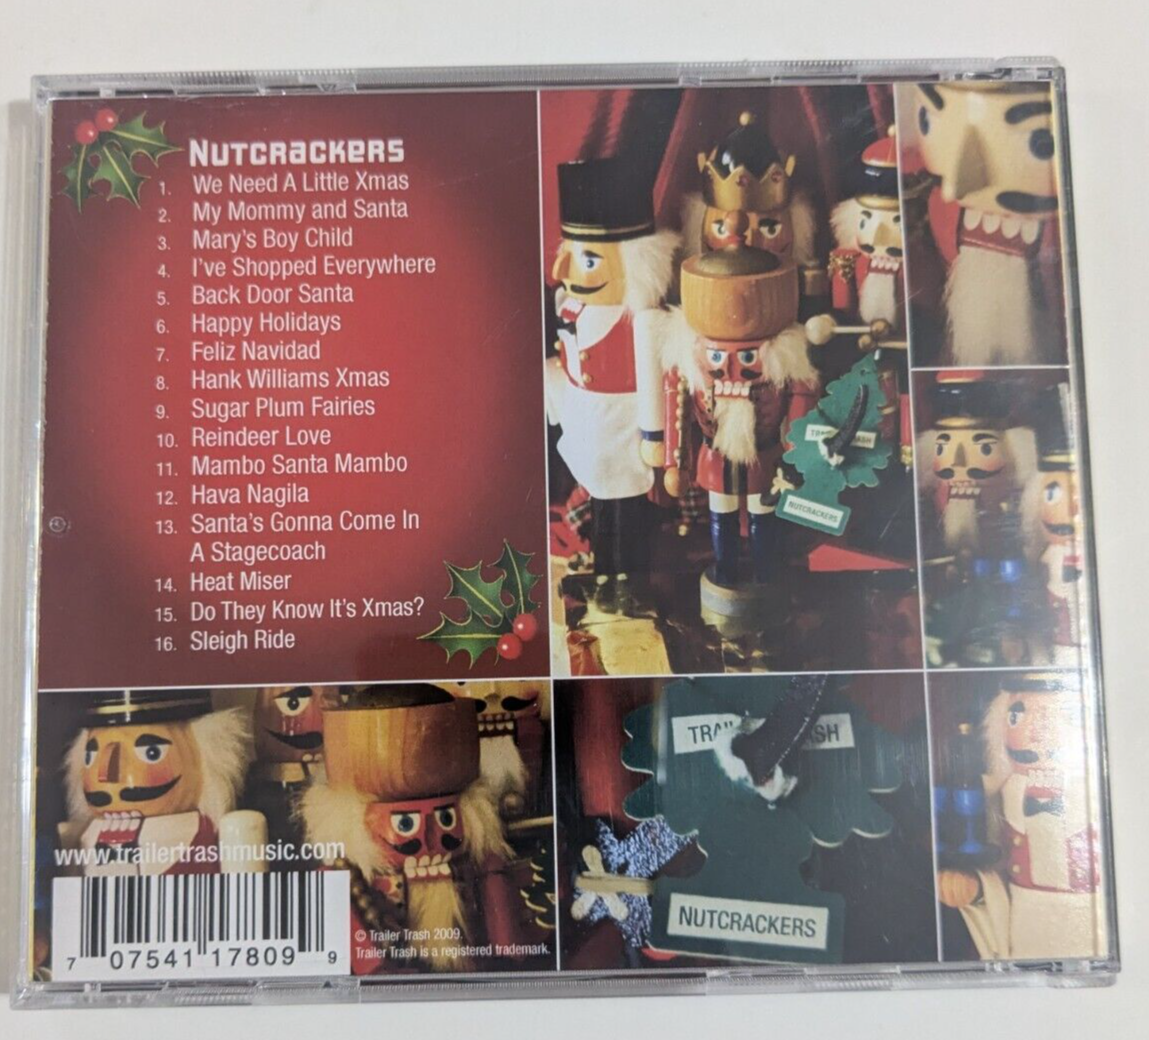 NUTCRACKERS
1. We Need A Little Xmas
2. My Mommy and Santa
3. Mary's Boy Child
4. I've Shopped Everywhere
5. Back Door Santa
6. Happy Holidays
7. Feliz Navidad
8. Hank Williams Xmas
9. Sugar Plum Fairies
10. Reindeer Love
11. Mambo Santa Mambo
12. Hava Nagila
13. Santa's Gonna Come In
A Stagecoach
14. Heat Miser
15. Do They Know It's Xmas?
16. Sleigh Ride
NUTCRACKERS
www.trailertrashmusic.com
7 07541 17809 9
© Trailer Trash 2009.
Trailer Trash is a registered trademark.
NUTCRACKERS